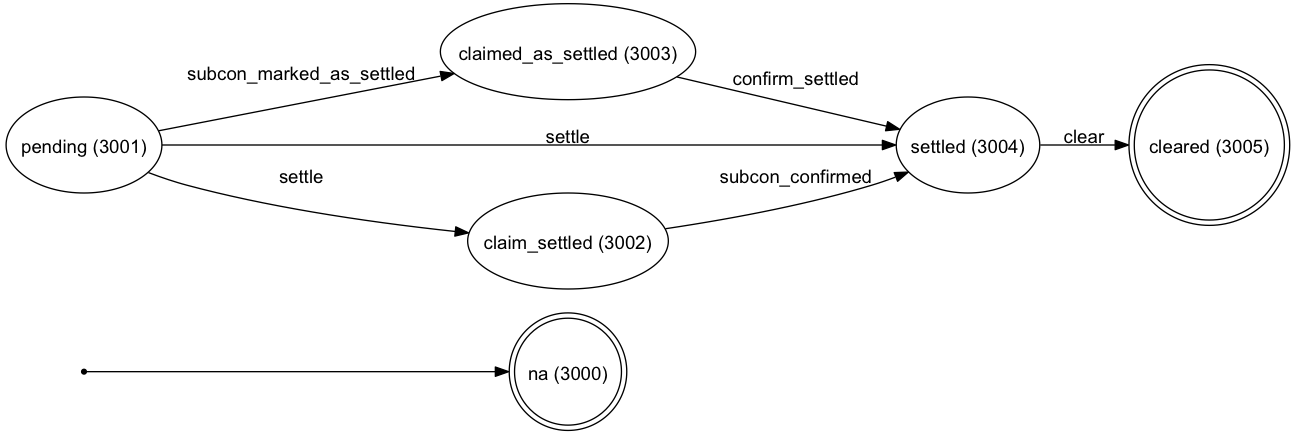 claimed_as_settled (3003)
subcon_marked_as_settled
confirm_settled
pending (3001)
settle
settled (3004)
clear
cleared (3005)
settle
subcon_confirmed
claim_settled (3002)
na (3000)